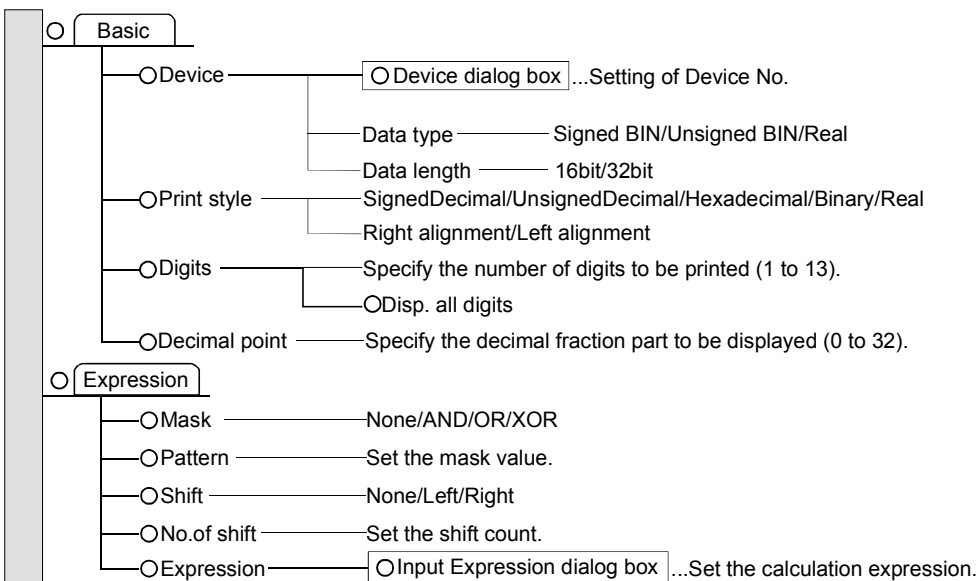 Basic
Device Device dialog box ...Setting of Device No.
Data type Signed BIN/Unsigned BIN/Real
Data length 16bit/32bit
Print style SignedDecimal/UnsignedDecimal/Hexadecimal/Binary/Real
Right alignment/Left alignment
Digits Specify the number of digits to be printed (1 to 13).
Disp. all digits
Decimal point Specify the decimal fraction part to be displayed (0 to 32).
Expression
Mask None/AND/OR/XOR
Pattern Set the mask value.
Shift None/Left/Right
No.of shift Set the shift count.
Expression Input Expression dialog box ...Set the calculation expression.